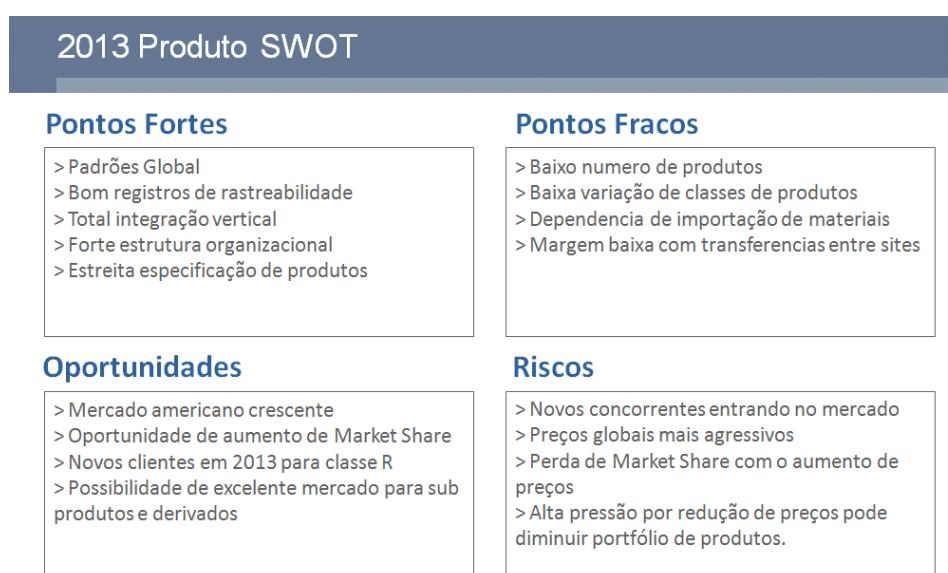 2013 Produto SWOT
Pontos Fortes
> Padrões Global
> Bom registros de rastreabilidade
> Total integração vertical
> Forte estrutura organizacional
> Estreita especificação de produtos
Pontos Fracos
> Baixo numero de produtos
> Baixa variação de classes de produtos
> Dependencia de importação de materiais
> Margem baixa com transferencias entre sites
Oportunidades
> Mercado americano crescente
> Oportunidade de aumento de Market Share
> Novos clientes em 2013 para classe R
> Possibilidade de excelente mercado para sub
produtos e derivados
Riscos
> Novos concorrentes entrando no mercado
> Preços globais mais agressivos
> Perda de Market Share com o aumento de
preços
> Alta pressão por redução de preços pode
diminuir portfólio de produtos.